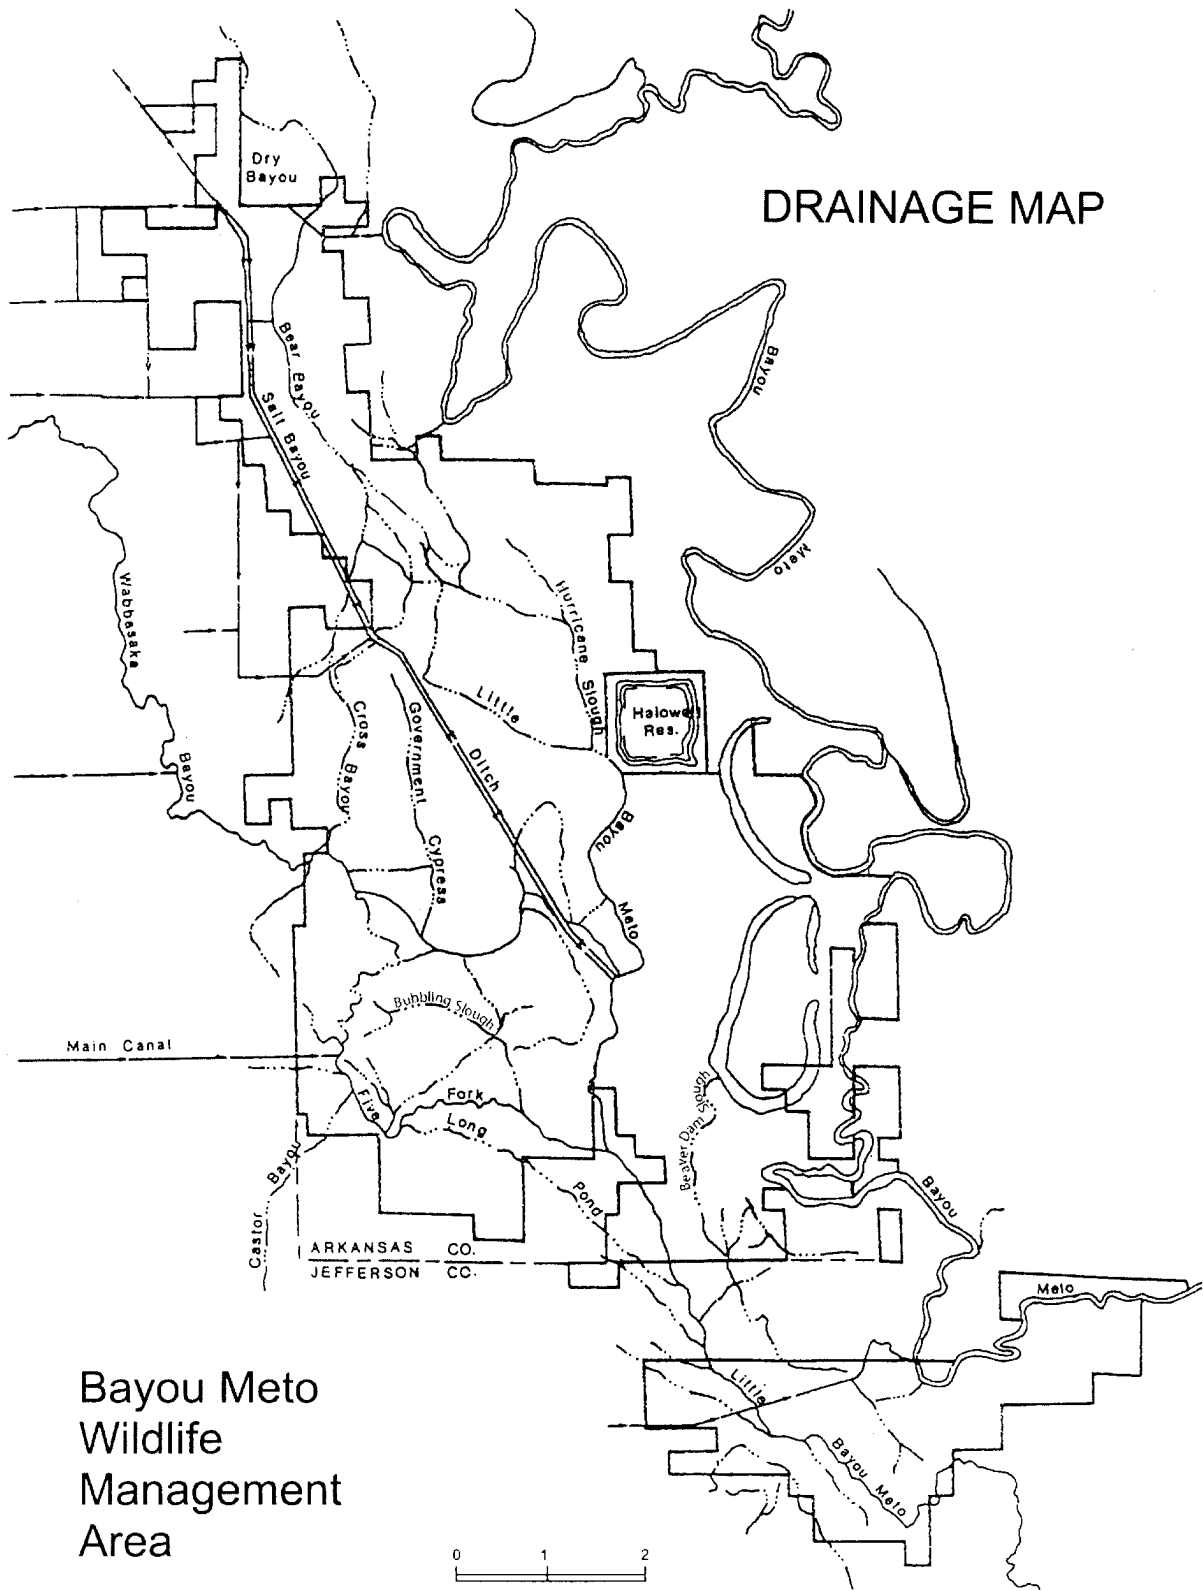 DRAINAGE MAP
Dry
Bayou
Bear Bayou
Salt Bayou
Ditch
Bayou
Meto
Wabbasaka
Bayou
Hurricane
Slough
Little
Bayou
Meto
Halowell
Res.
Cross
Bayou
Government
Cypress
Bubbling Slough
Main Canal
Five
Fork
Long
Pond
Castor
Bayou
Beaver Dam Slough
Bayou
Meto
ARKANSAS CO.
JEFFERSON CO.
Little
Bayou Meto
Bayou Meto
Wildlife
Management
Area
0 1 2